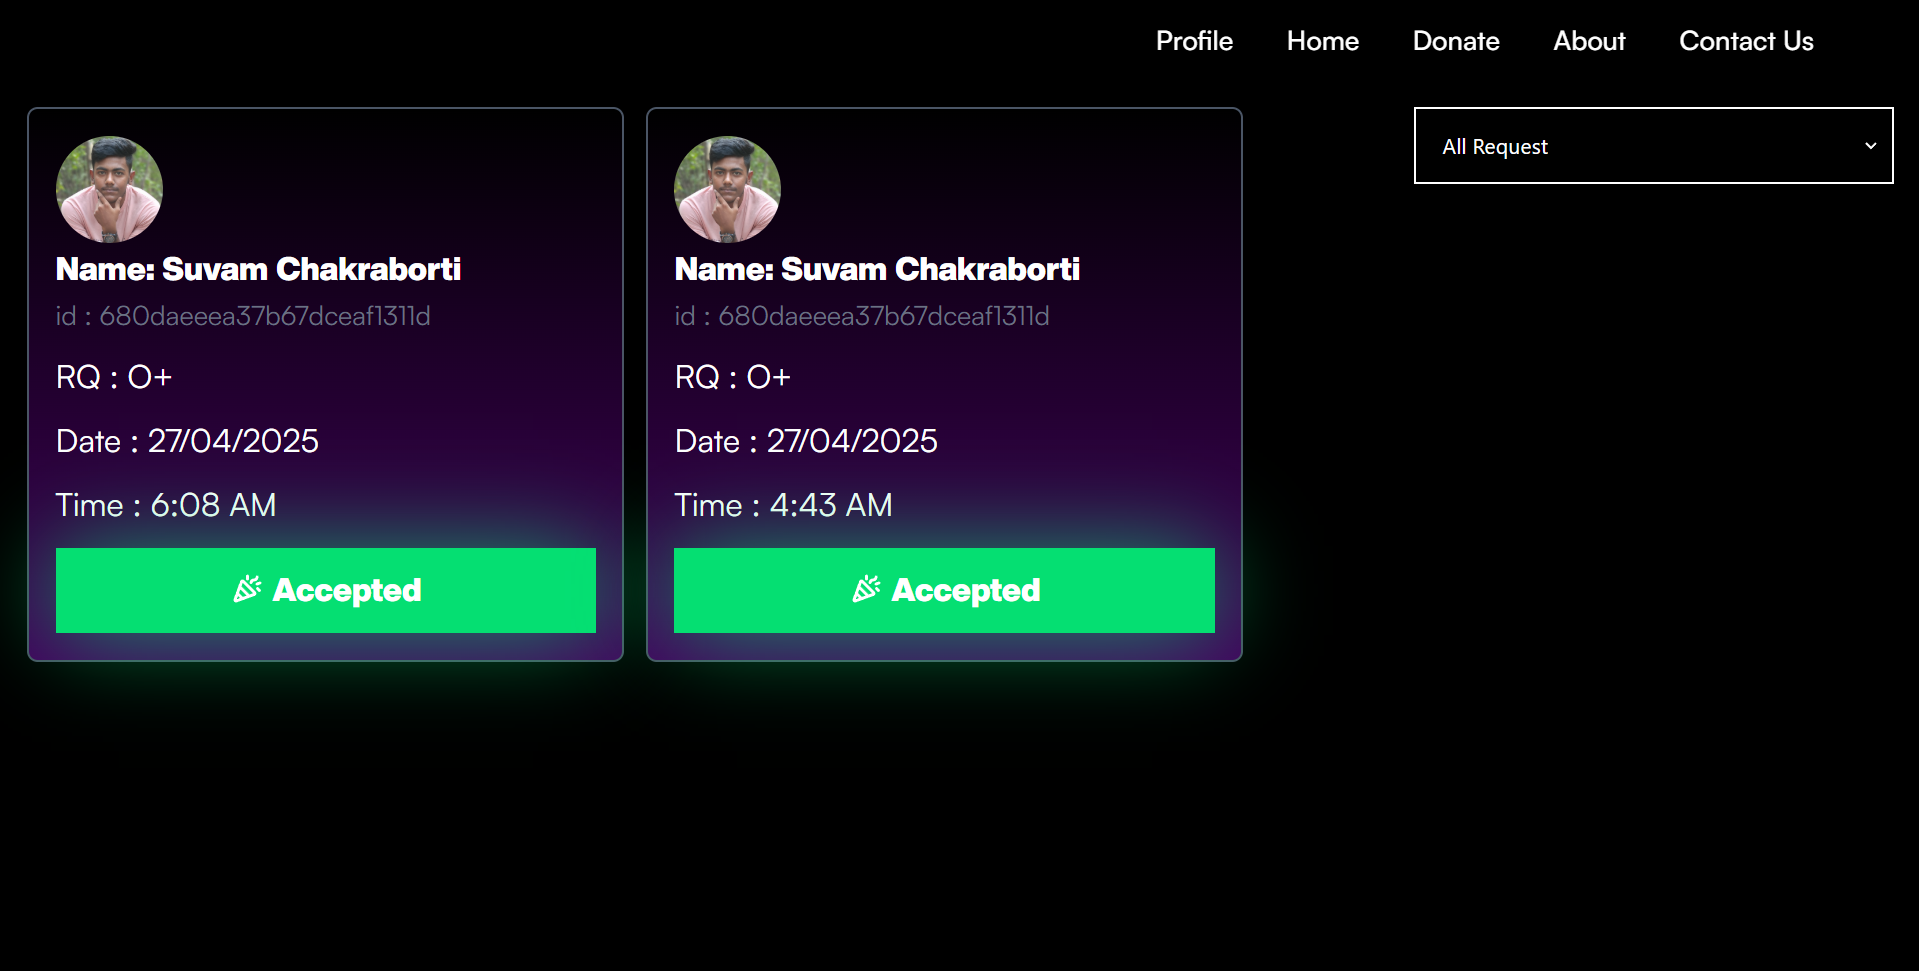 Profile Home Donate About Contact Us
All Request
Name: Suvam Chakraborti
id : 680daeeea37b67dceaf1311d
RQ : O+
Date : 27/04/2025
Time : 6:08 AM
Accepted
Name: Suvam Chakraborti
id : 680daeeea37b67dceaf1311d
RQ : O+
Date : 27/04/2025
Time : 4:43 AM
Accepted